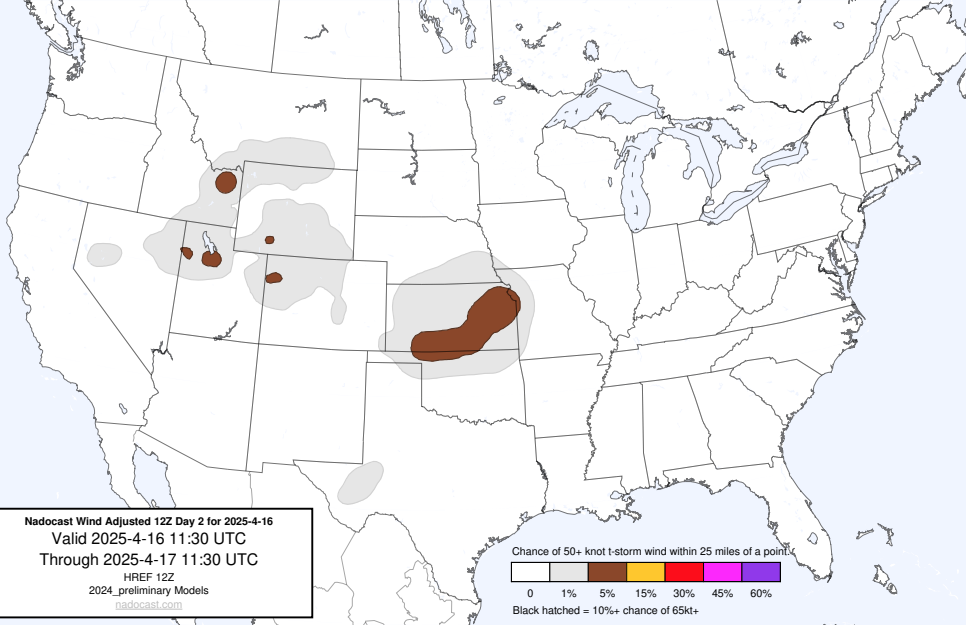 Nadocast Wind Adjusted 12Z Day 2 for 2025-4-16
Valid 2025-4-16 11:30 UTC
Through 2025-4-17 11:30 UTC
HREF 12Z
2024_preliminary Models
nadocast.com
Chance of 50+ knot t-storm wind within 25 miles of a point.
0 1% 5% 15% 30% 45% 60%
Black hatched = 10%+ chance of 65kt+